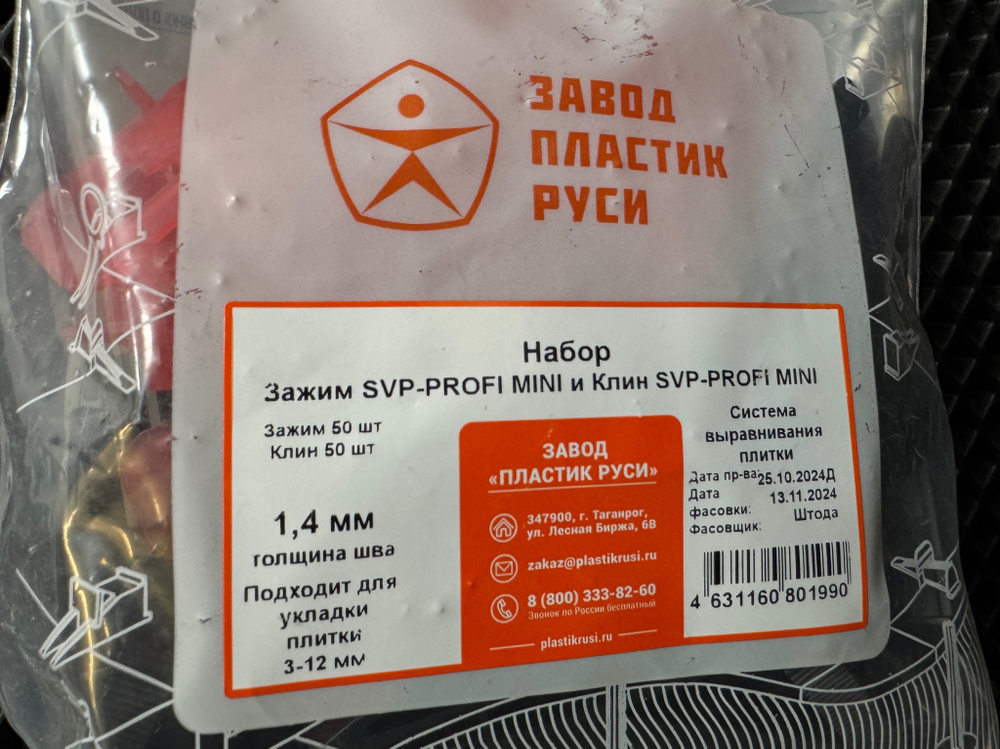 ЗАВОД
ПЛАСТИК
РУСИ
Набор
Зажим SVP-PROFI MINI и Клин SVP-PROFI MINI
Зажим 50 шт
Клин 50 шт
1,4 мм
толщина шва
Подходит для
укладки
плитки
3-12 мм
ЗАВОД
«ПЛАСТИК РУСИ»
347900, г. Таганрог,
ул. Лесная Биржа, 6В
zakaz@plastikrusi.ru
8 (800) 333-82-60
Звонок по России бесплатный
plastikrusi.ru
Система
выравнивания
плитки
Дата пр-ва: 25.10.2024Д
Дата 13.11.2024
фасовки:
Фасовщик: Штода
4 631160 801990